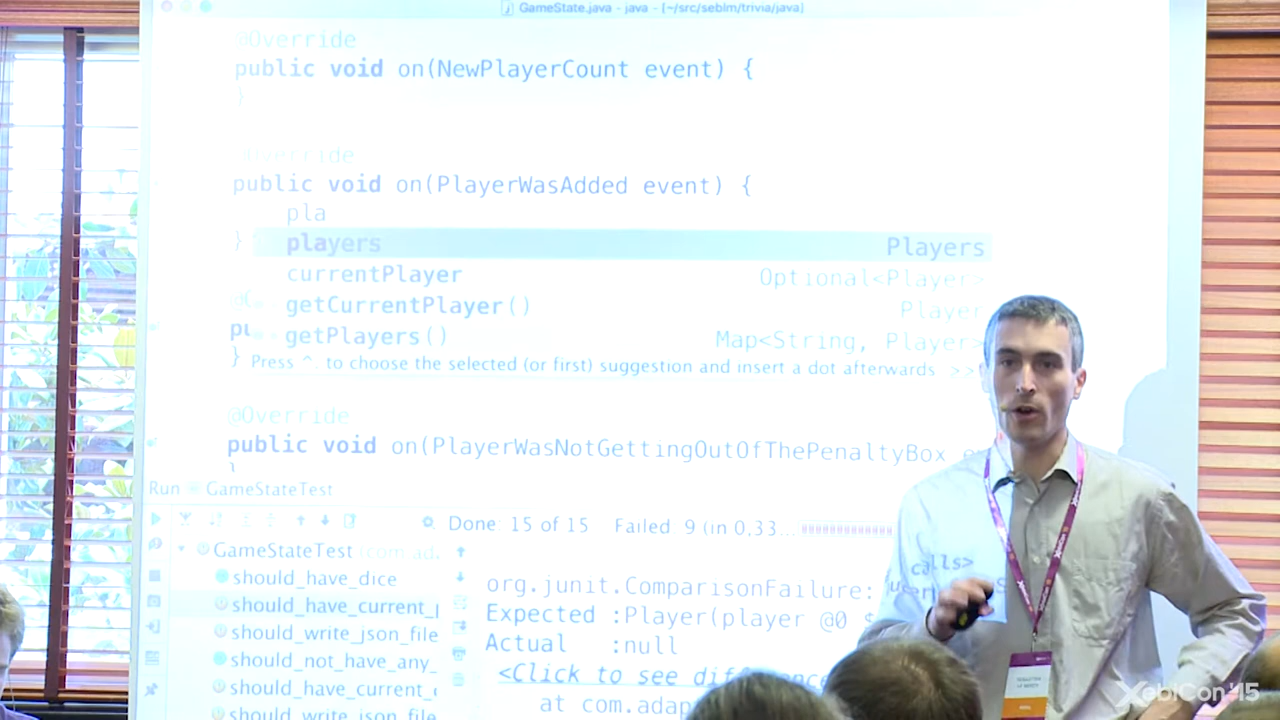 GameState.java - java - [~/src/seblm/trivia/java]
@Override
public void on(NewPlayerCount event) {
}
@Override
public void on(PlayerWasAdded event) {
pla
}
players Players
currentPlayer Optional<Player>
getCurrentPlayer() Player
getPlayers() Map<String, Player>
}
Press ^. to choose the selected (or first) suggestion and insert a dot afterwards >>
@Override
public void on(PlayerWasNotGettingOutOfThePenaltyBox
Run GameStateTest
Done: 15 of 15 Failed 9 (in 0,33...
GameStateTest (com.ada
should_have_dice
should_have_current_
should_write_json_file
should_not_have_any_
should_have_current_
should_write_json_file
calls>
org.junit.ComparisonFailure:
Expected :Player(player @0 $
Actual :null
<Click to see difference
at com.adap
XebiCon'15